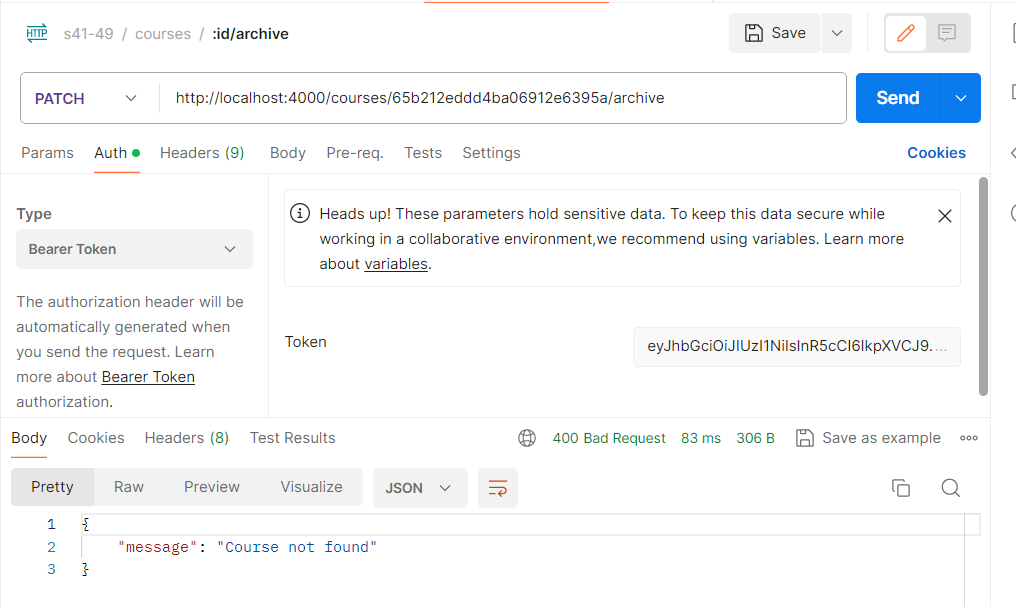 HTTP s41-49 / courses / :id/archive Save
PATCH http://localhost:4000/courses/65b212eddd4ba06912e6395a/archive Send
Params Auth Headers (9) Body Pre-req. Tests Settings Cookies
Type
Bearer Token
The authorization header will be
automatically generated when
you send the request. Learn
more about Bearer Token
authorization.
Heads up! These parameters hold sensitive data. To keep this data secure while
working in a collaborative environment,we recommend using variables. Learn more
about variables.
Token eyJhbGciOiJIUzI1NiIsInR5cCI6IkpXVCJ9. ...
Body Cookies Headers (8) Test Results 400 Bad Request 83 ms 306 B Save as example
Pretty Raw Preview Visualize JSON
1 {
2 "message": "Course not found"
3 }